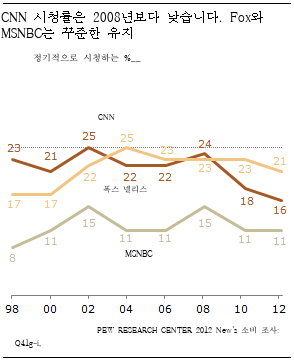 CNN 시청률은 2008년보다 낮습니다. Fox와
MSNBC는 꾸준한 유지
정기적으로 시청하는 %__
CNN
23 21 25 22 22 24 18 16
17 17 22 25 23 23 23 21
폭스 뉴스
8 11 15 11 11 15 11 11
MSNBC
98 00 02 04 06 08 10 12
PEW RESEARCH CENTER 2012 New's 소비 조사:
Q41g-i.